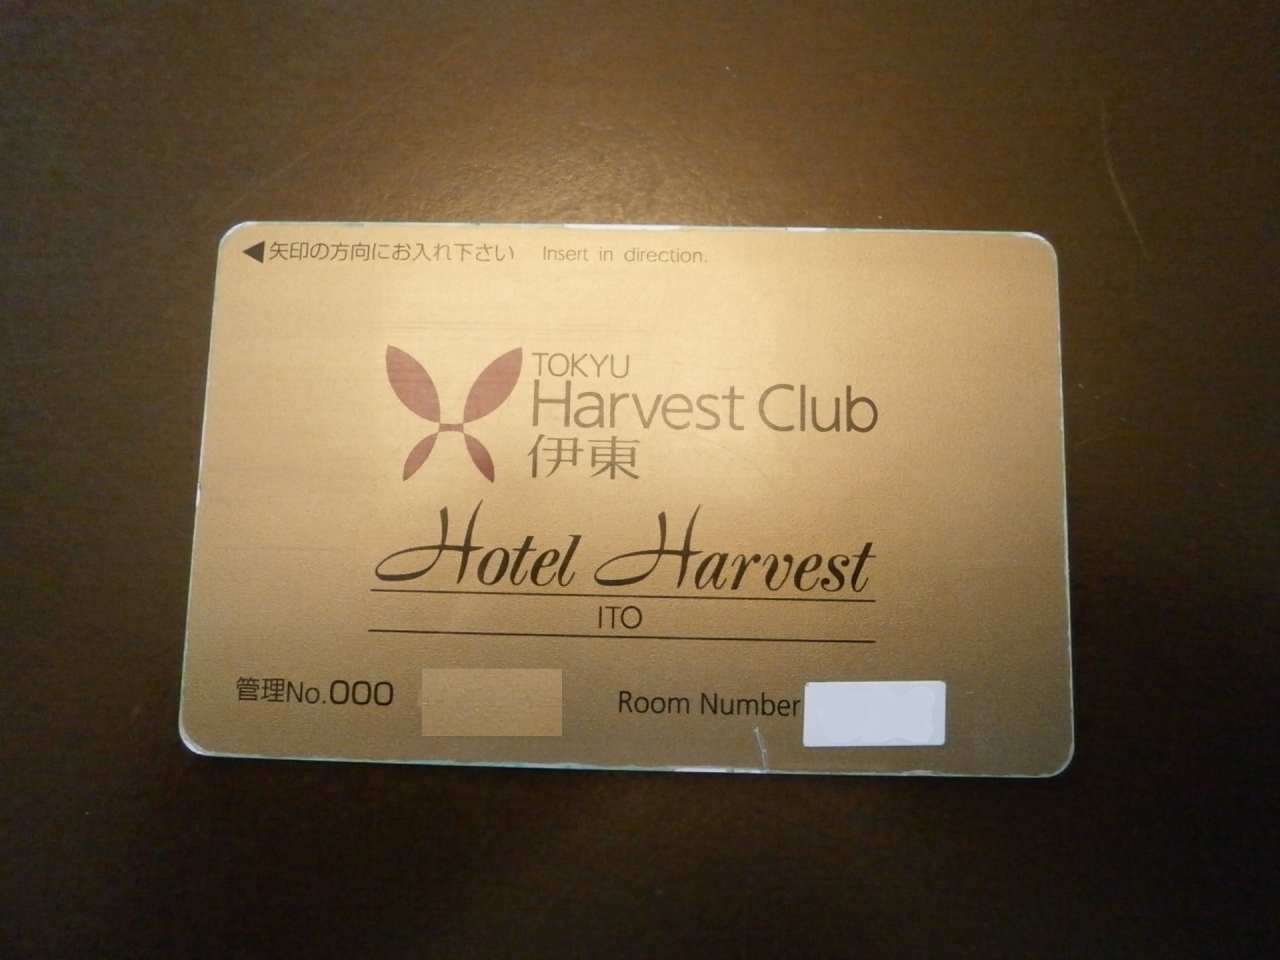 ◀矢印の方向にお入れ下さい Insert in direction.
TOKYU
Harvest Club
伊東
Hotel Harvest
ITO
管理No.000 Room Number